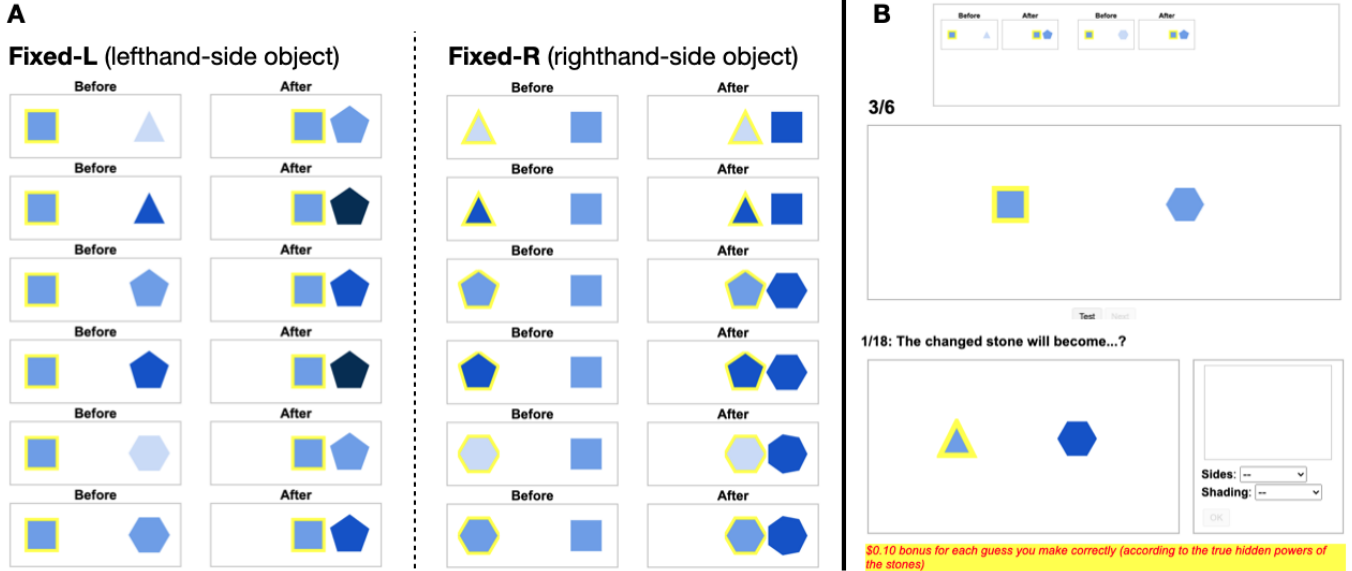 A
Fixed-L (lefthand-side object)
Before After
Before After
Before After
Before After
Before After
Before After
Fixed-R (righthand-side object)
Before After
Before After
Before After
Before After
Before After
Before After
B
Before After Before After
3/6
Test Next
1/18: The changed stone will become...?
Sides: --
Shading: --
OK
$0.10 bonus for each guess you make correctly (according to the true hidden powers of
the stones)